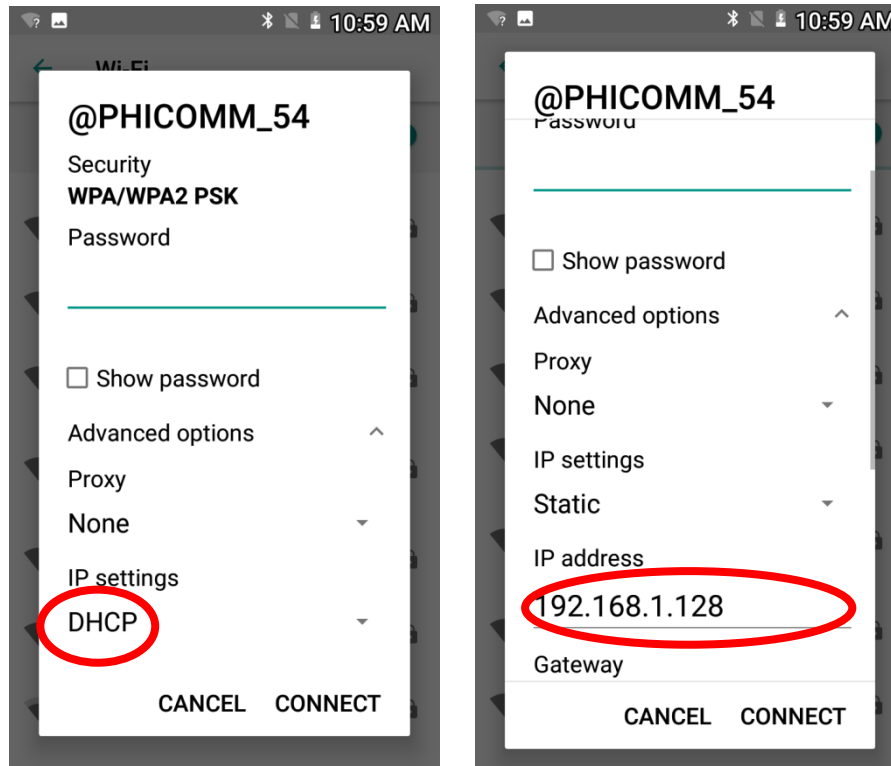 10:59 AM
Wi-Fi
@PHICOMM_54
Security
WPA/WPA2 PSK
Password
Show password
Advanced options
Proxy
None
IP settings
DHCP
CANCEL CONNECT
10:59 AM
@PHICOMM_54
Password
Show password
Advanced options
Proxy
None
IP settings
Static
IP address
192.168.1.128
Gateway
CANCEL CONNECT